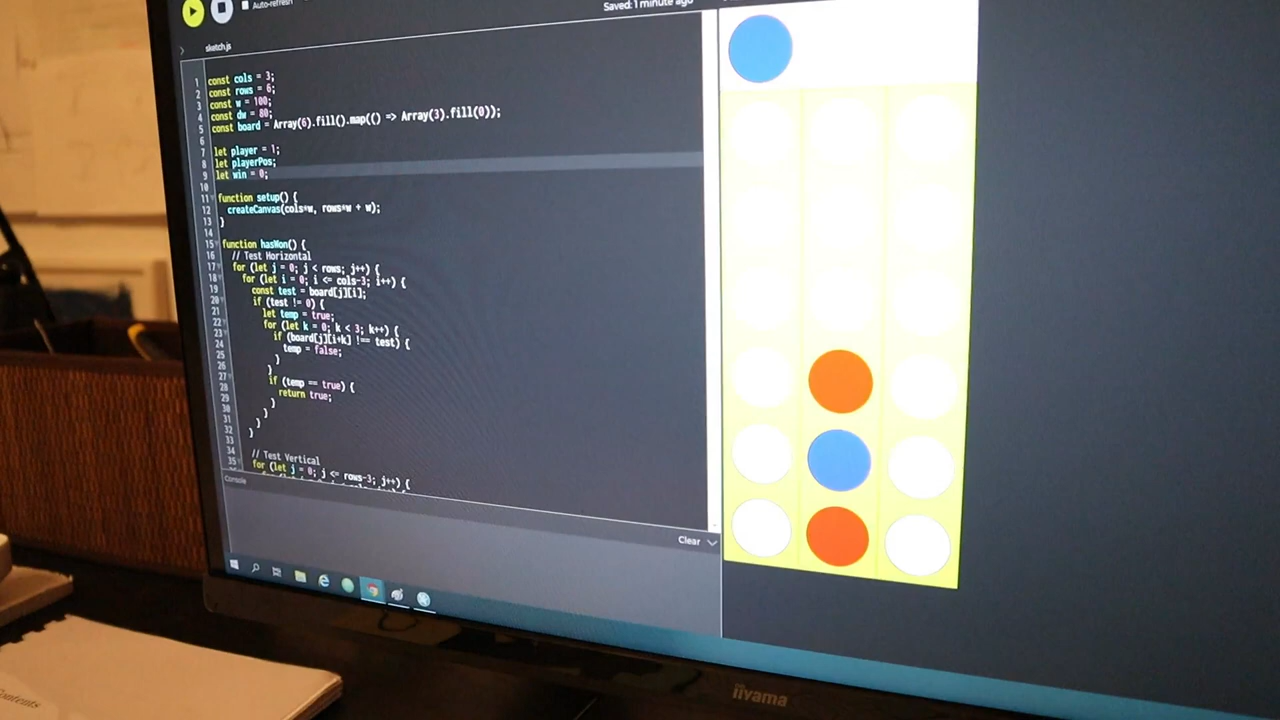 Auto-refresh
Saved: 1 minute ago
sketch.js
1 const cols = 3;
2 const rows = 6;
3 const w = 100;
4 const dw = 80;
5 const board = Array(6).fill().map(() => Array(3).fill(0));
6
7 let player = 1;
8 let playerPos;
9 let win = 0;
10
11 function setup() {
12 createCanvas(cols*w, rows*w + w);
13 }
14
15 function hasWon() {
16 // Test Horizontal
17 for (let j = 0; j < rows; j++) {
18 for (let i = 0; i <= cols-3; i++) {
19 const test = board[j][i];
20 if (test != 0) {
21 let temp = true;
22 for (let k = 0; k < 3; k++) {
23 if (board[j][i+k] !== test) {
24 temp = false;
25 }
26 }
27 if (temp == true) {
28 return true;
29 }
30 }
31 }
32 }
33
34 // Test Vertical
35 for (let j = 0; j <= rows-3; j++) {
Console
Clear
iiyama
Contents